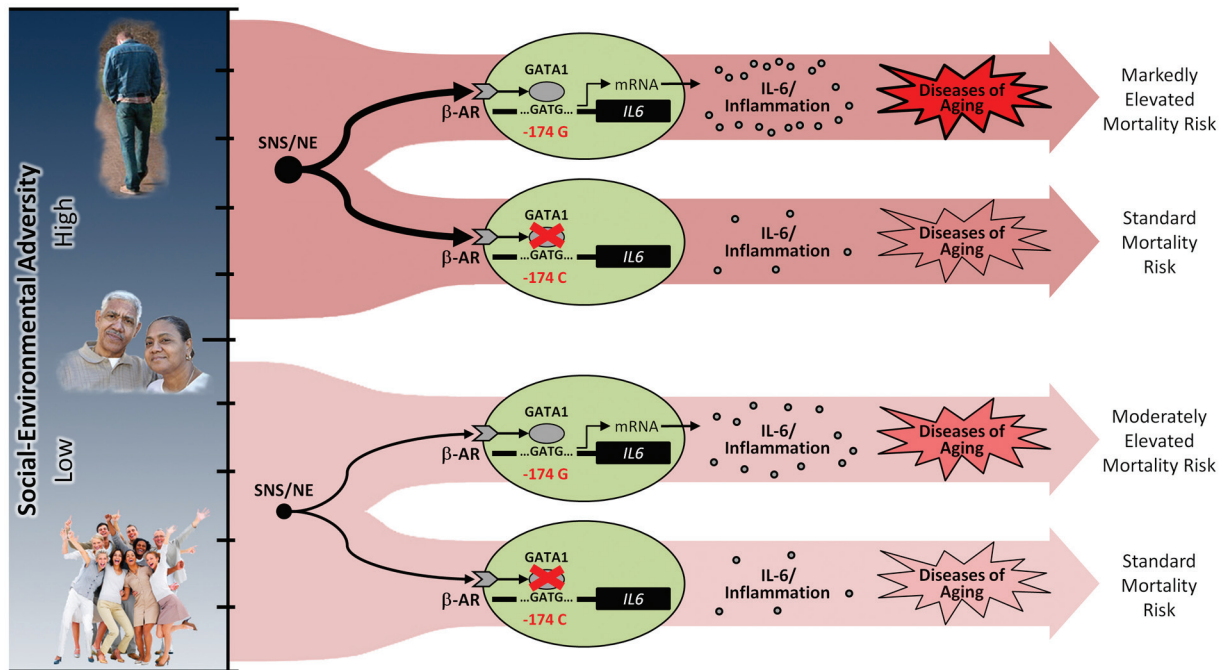 Social-Environmental Adversity
High
Low
SNS/NE
GATA1
β-AR
...GATG...
-174 G
mRNA
IL6
IL-6/
Inflammation
Diseases of
Aging
Markedly
Elevated
Mortality Risk
GATA1
β-AR
...GATG...
-174 C
IL6
IL-6/
Inflammation
Diseases of
Aging
Standard
Mortality
Risk
SNS/NE
GATA1
β-AR
...GATG...
-174 G
mRNA
IL6
IL-6/
Inflammation
Diseases of
Aging
Moderately
Elevated
Mortality Risk
GATA1
β-AR
...GATG...
-174 C
IL6
IL-6/
Inflammation
Diseases of
Aging
Standard
Mortality
Risk